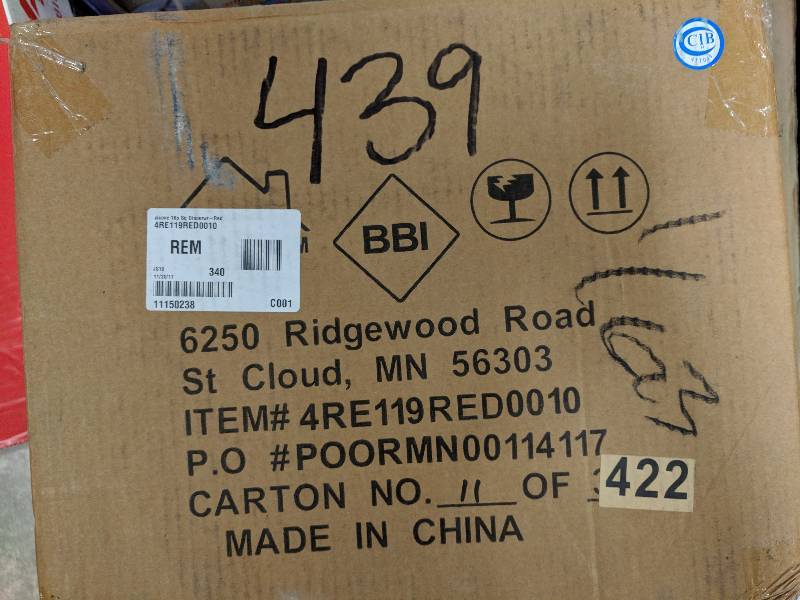 439
CIB
4RE119RED0010
REM
340
11150238 C001
M
BBI
6250 Ridgewood Road
St Cloud, MN 56303
ITEM# 4RE119RED0010
P.O #POORMN00114117
CARTON NO. 11 OF
422
MADE IN CHINA